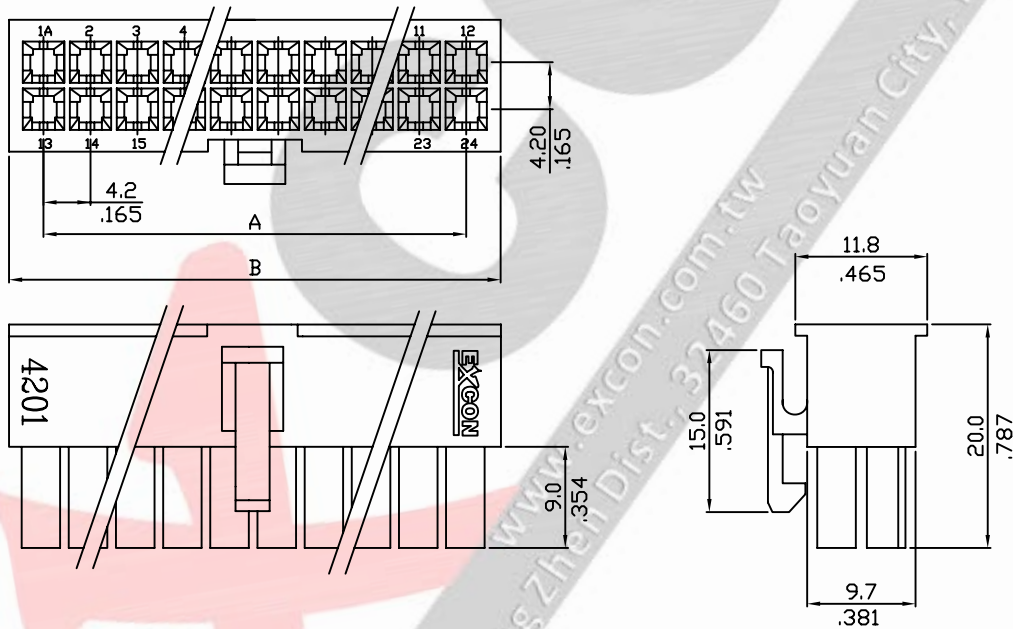 1A 2 3 4 11 12
13 14 15 23 24
4.20
.165
4.2
.165
A
B
4201
EXCON
9.0
.354
11.8
.465
15.0
.591
20.0
.787
9.7
.381
www.excon.com.tw
Zhen Dist., 32460 Taoyuan City,